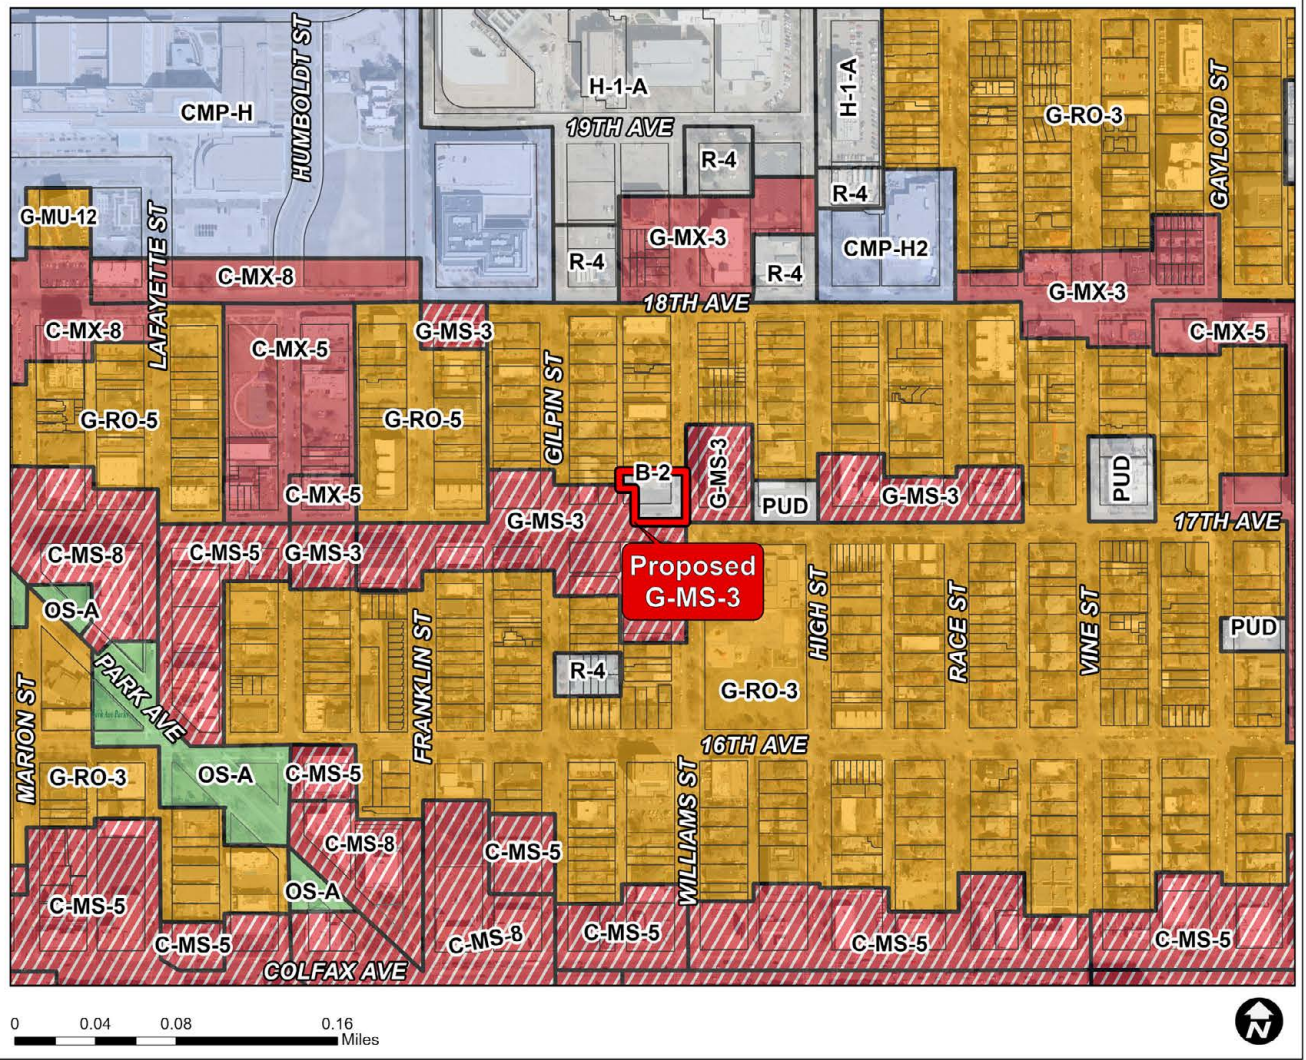 HUMBOLDT ST
H-1-A
H-1-A
CMP-H
G-RO-3
GAYLORD ST
19TH AVE
R-4
R-4
G-MU-12
LAFAYETTE ST
G-MX-3
CMP-H2
R-4
R-4
C-MX-8
18TH AVE
G-MX-3
C-MX-8
G-MS-3
C-MX-5
C-MX-5
G-RO-5
G-RO-5
GILPIN ST
B-2
G-MS-3
PUD
C-MX-5
G-MS-3
PUD
G-MS-3
17TH AVE
C-MS-8
C-MS-5
G-MS-3
Proposed
G-MS-3
OS-A
HIGH ST
RACE ST
VINE ST
PUD
PARK AVE
FRANKLIN ST
R-4
G-RO-3
MARION ST
16TH AVE
G-RO-3
OS-A
C-MS-5
WILLIAMS ST
C-MS-8
C-MS-5
OS-A
C-MS-5
C-MS-5
C-MS-8
C-MS-5
C-MS-5
C-MS-5
COLFAX AVE
0 0.04 0.08 0.16
Miles
N